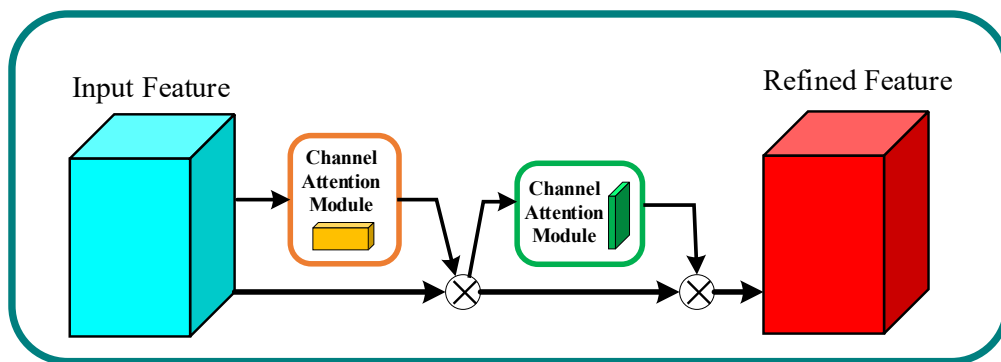 Input Feature
Refined Feature
Channel
Attention
Module
Channel
Attention
Module